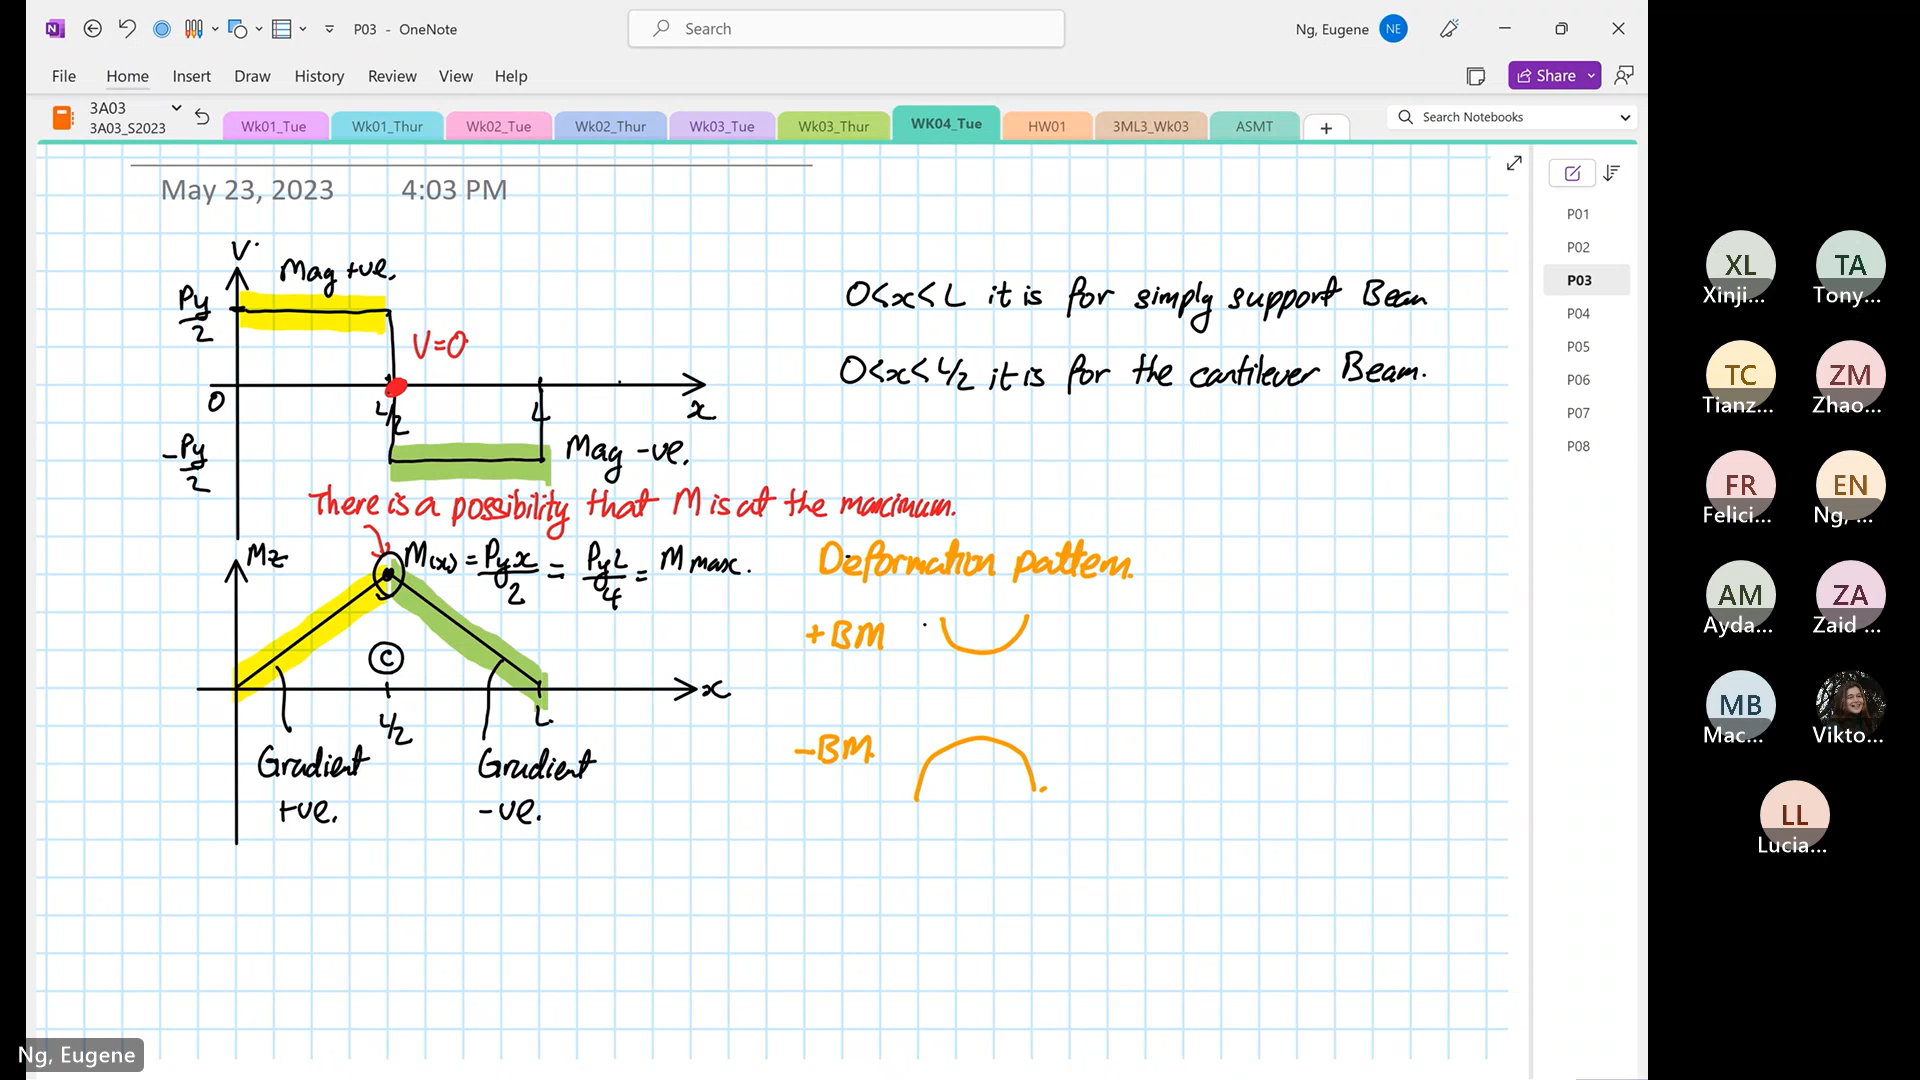 P03 - OneNote
Search
Ng, Eugene
NE
File
Home
Insert
Draw
History
Review
View
Help
Share
3A03
3A03_S2023
Wk01_Tue
Wk01_Thur
Wk02_Tue
Wk02_Thur
Wk03_Tue
Wk03_Thur
WK04_Tue
HW01
3ML3_Wk03
ASMT
+
Search Notebooks
May 23, 2023
4:03 PM
V
Mag +ve.
Py/2
V=0
0
L/2
L
x
-Py/2
Mag -ve.
0<x<L it is for simply support Beam
0<x<L/2 it is for the cantilever Beam.
There is a possibility that M is at the maximum.
Mz
M(x) = Pyx/2 = PyL/4 = M max.
C
L/2
L
x
Gradient
+ve.
Gradient
-ve.
Deformation pattern.
+BM
-BM
P01
P02
P03
P04
P05
P06
P07
P08
XL
Xinji...
TA
Tony...
TC
Tianz...
ZM
Zhao...
FR
Felici...
EN
Ng, ...
AM
Ayda...
ZA
Zaid ...
MB
Mac...
Vikto...
LL
Lucia...
Ng, Eugene